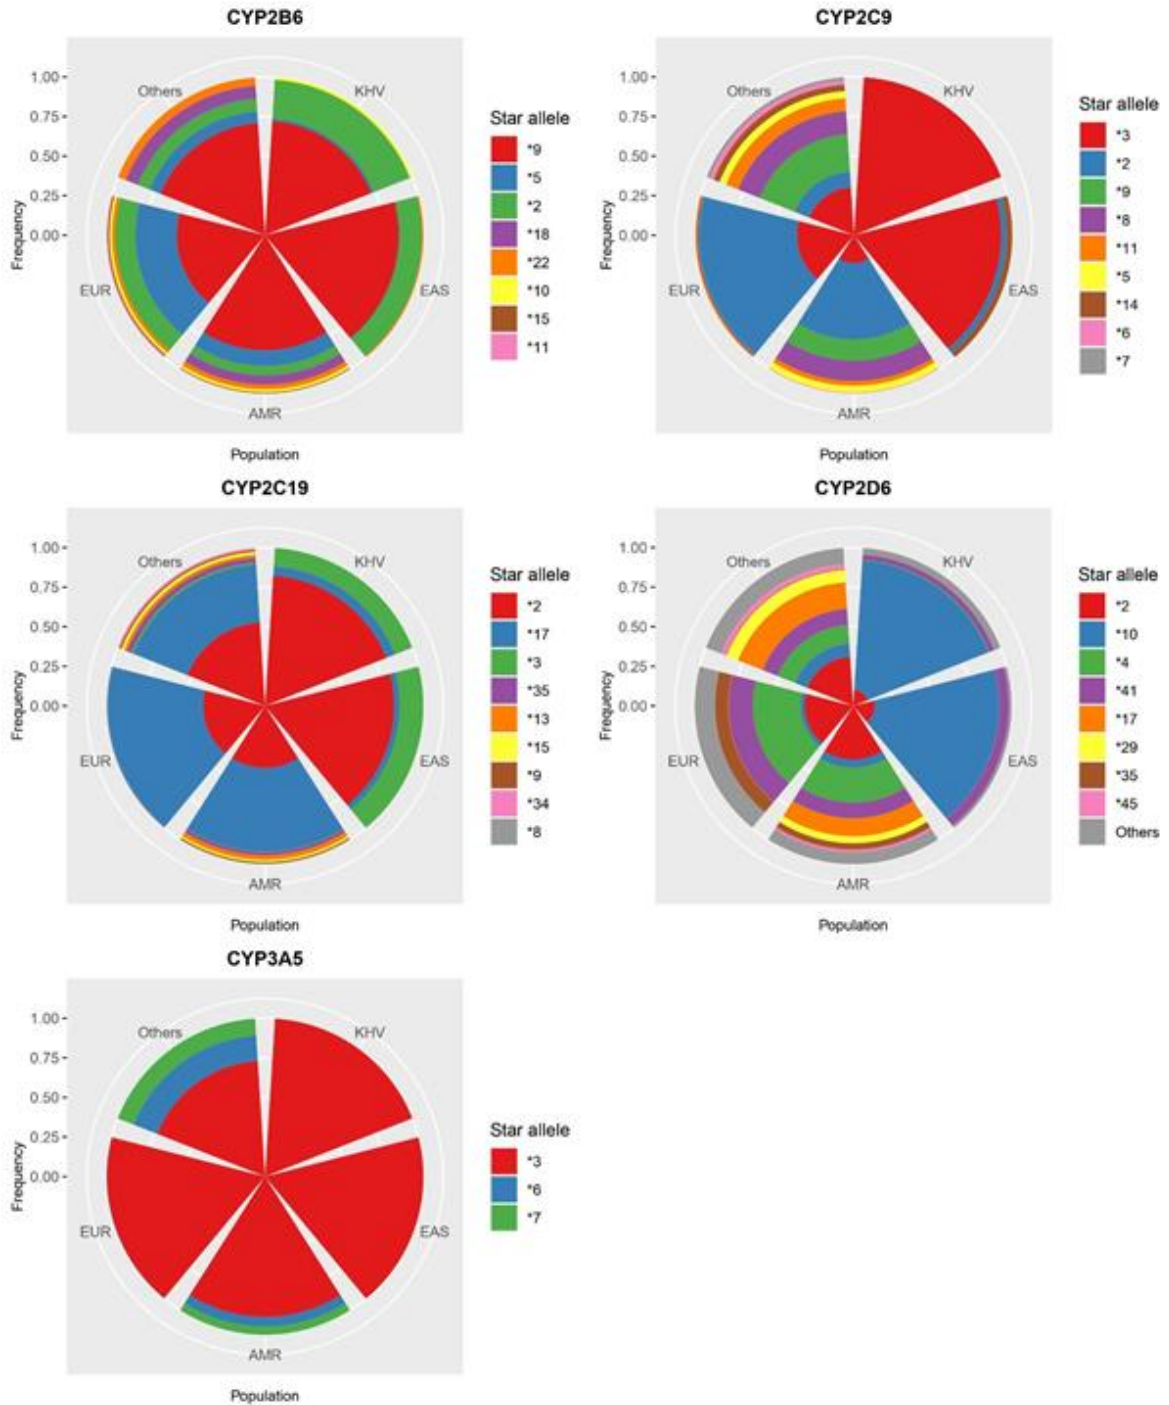 CYP2B6
1.00
0.75
0.50
0.25
0.00
Frequency
Others
KHV
EUR
EAS
AMR
Population
Star allele
*9
*5
*2
*18
*22
*10
*15
*11
CYP2C9
1.00
0.75
0.50
0.25
0.00
Frequency
Others
KHV
EUR
EAS
AMR
Population
Star allele
*3
*2
*9
*8
*11
*5
*14
*6
*7
CYP2C19
1.00
0.75
0.50
0.25
0.00
Frequency
Others
KHV
EUR
EAS
AMR
Population
Star allele
*2
*17
*3
*35
*13
*15
*9
*34
*8
CYP2D6
1.00
0.75
0.50
0.25
0.00
Frequency
Others
KHV
EUR
EAS
AMR
Population
Star allele
*2
*10
*4
*41
*17
*29
*35
*45
Others
CYP3A5
1.00
0.75
0.50
0.25
0.00
Frequency
Others
KHV
EUR
EAS
AMR
Population
Star allele
*3
*6
*7